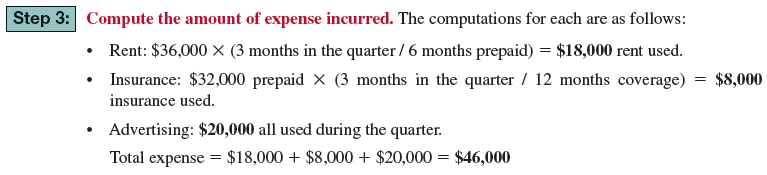 Step 3: Compute the amount of expense incurred. The computations for each are as follows:
• Rent: $36,000 × (3 months in the quarter / 6 months prepaid) = $18,000 rent used.
• Insurance: $32,000 prepaid × (3 months in the quarter / 12 months coverage) = $8,000
insurance used.
• Advertising: $20,000 all used during the quarter.
Total expense = $18,000 + $8,000 + $20,000 = $46,000